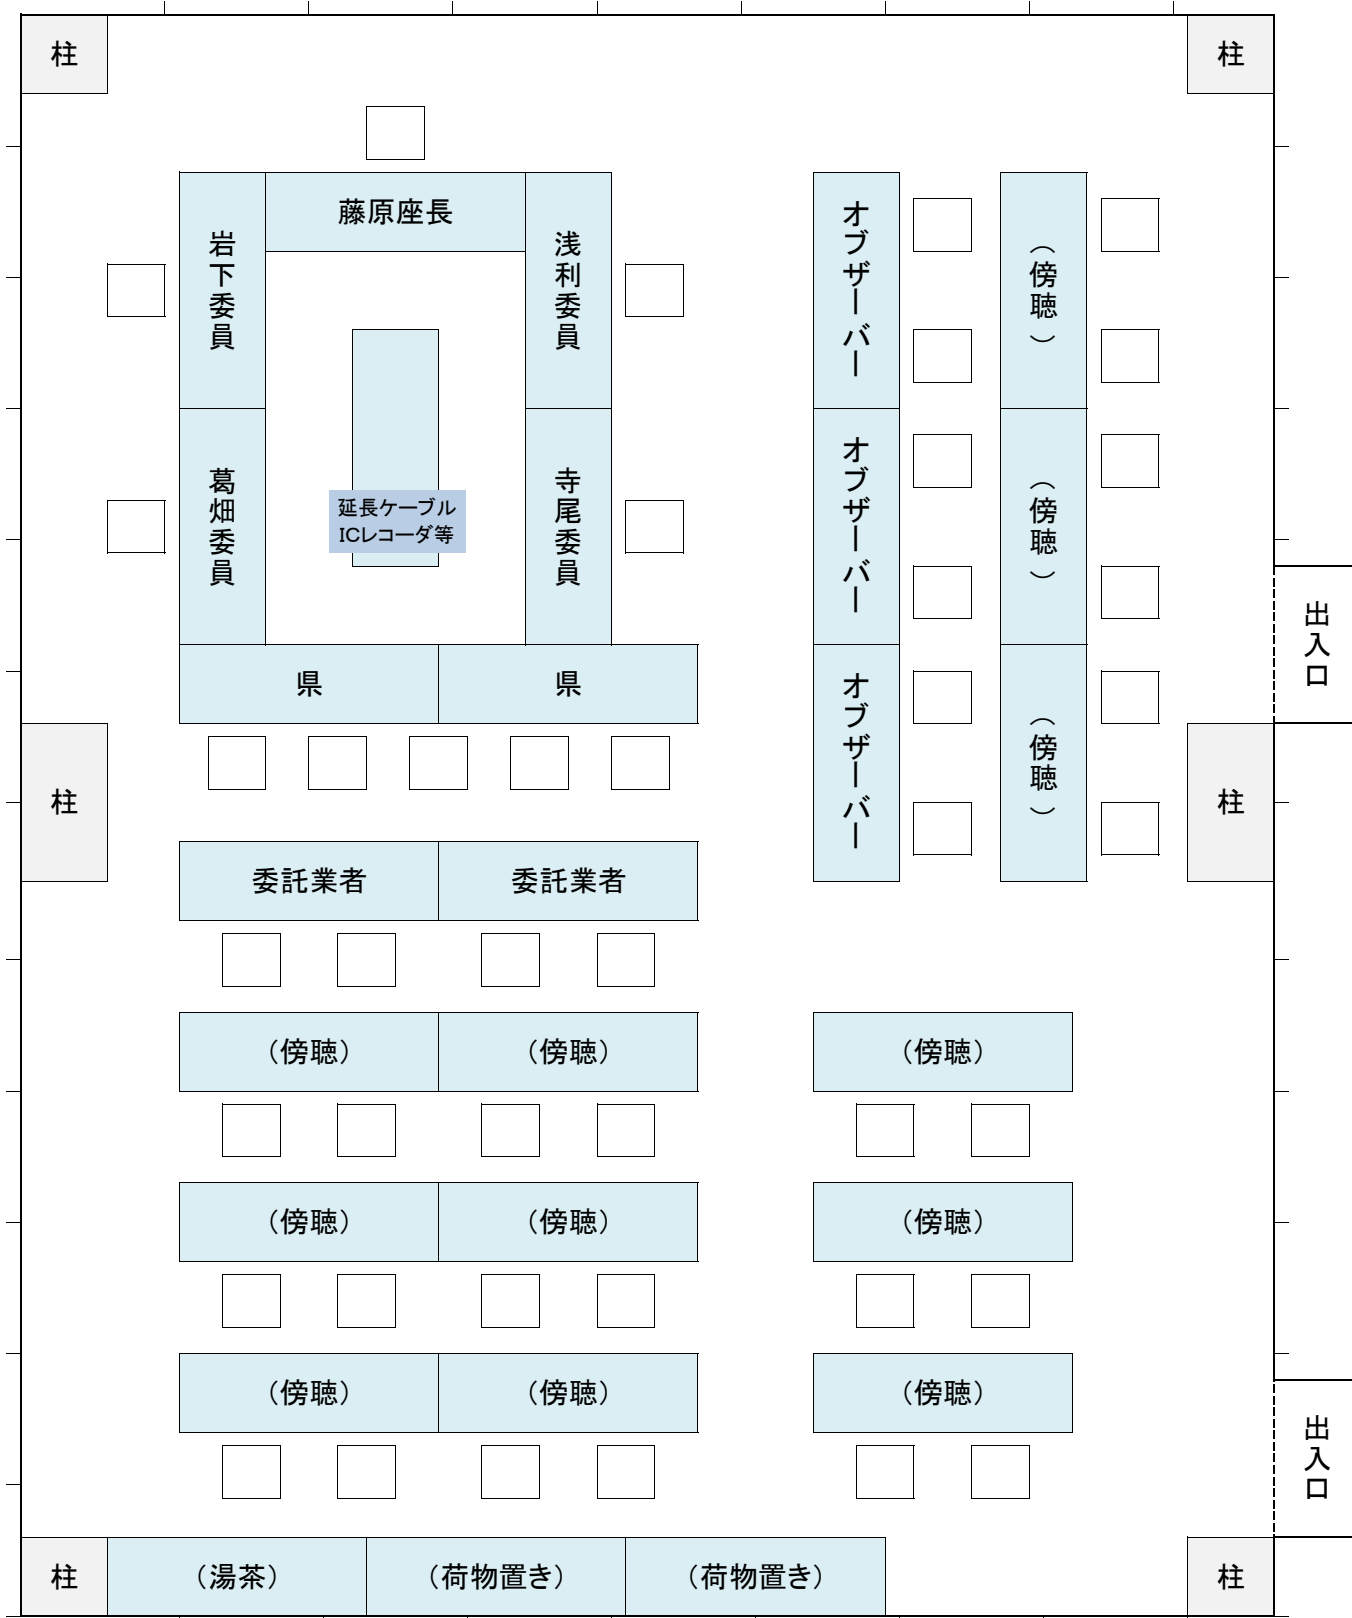 柱
柱
藤原座長
岩下委員
浅利委員
オブザーバー
（傍聴）
葛畑委員
延長ケーブル
ICレコーダ等
寺尾委員
オブザーバー
（傍聴）
出入口
県
県
オブザーバー
（傍聴）
柱
柱
委託業者
委託業者
（傍聴）
（傍聴）
（傍聴）
（傍聴）
（傍聴）
（傍聴）
（傍聴）
（傍聴）
（傍聴）
出入口
柱
（湯茶）
（荷物置き）
（荷物置き）
柱